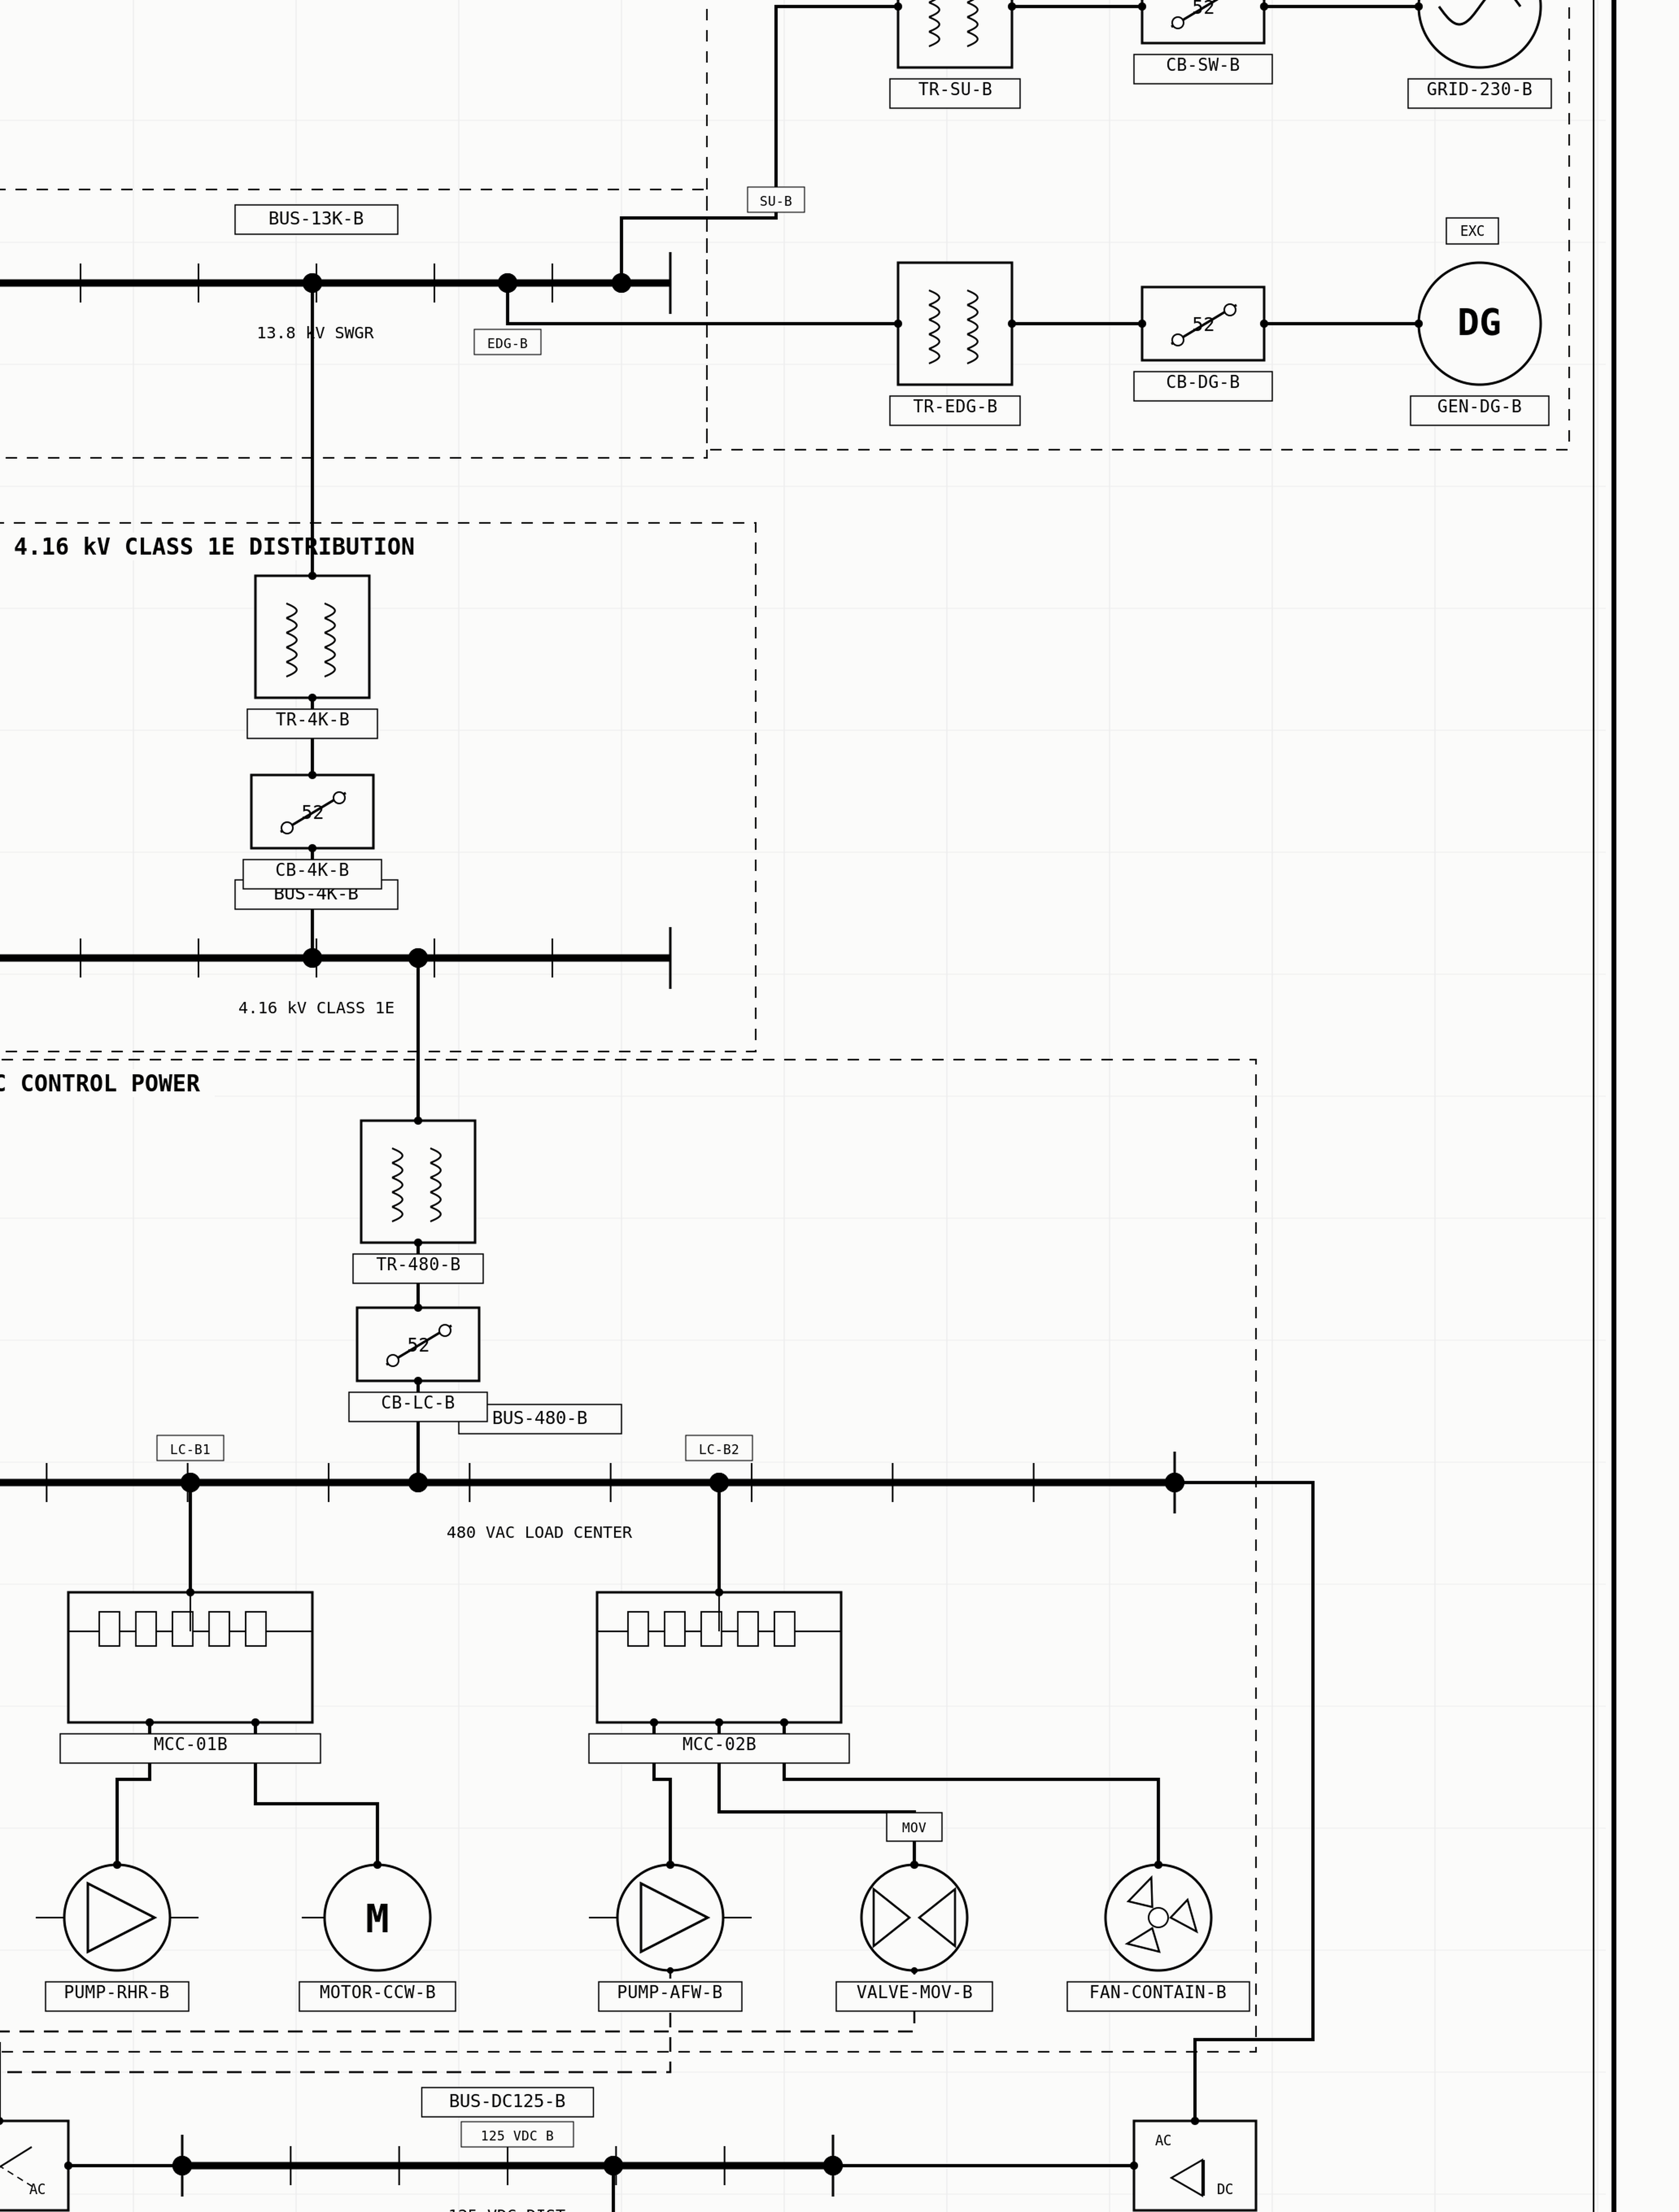 52
TR-SU-B
CB-SW-B
GRID-230-B
SU-B
BUS-13K-B
EXC
13.8 kV SWGR
EDG-B
52
DG
TR-EDG-B
CB-DG-B
GEN-DG-B
4.16 kV CLASS 1E DISTRIBUTION
TR-4K-B
52
CB-4K-B
BUS-4K-B
4.16 kV CLASS 1E
C CONTROL POWER
TR-480-B
52
CB-LC-B
BUS-480-B
LC-B1
LC-B2
480 VAC LOAD CENTER
MCC-01B
MCC-02B
MOV
M
PUMP-RHR-B
MOTOR-CCW-B
PUMP-AFW-B
VALVE-MOV-B
FAN-CONTAIN-B
BUS-DC125-B
125 VDC B
AC
AC
DC
125 VDC DIST